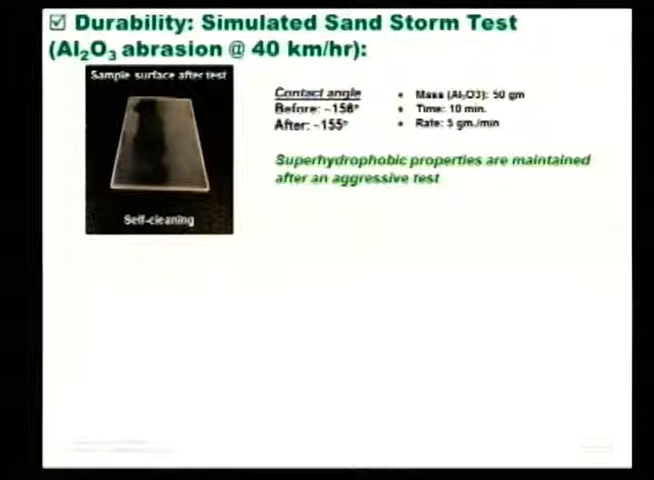 ☑ Durability: Simulated Sand Storm Test
(Al₂O₃ abrasion @ 40 km/hr):
Sample surface after test
Self-cleaning
Contact angle
Before: ~158°
After: ~155°
• Mass (Al₂O3): 50 gm
• Time: 10 min.
• Rate: 5 gm./min
Superhydrophobic properties are maintained
after an aggressive test